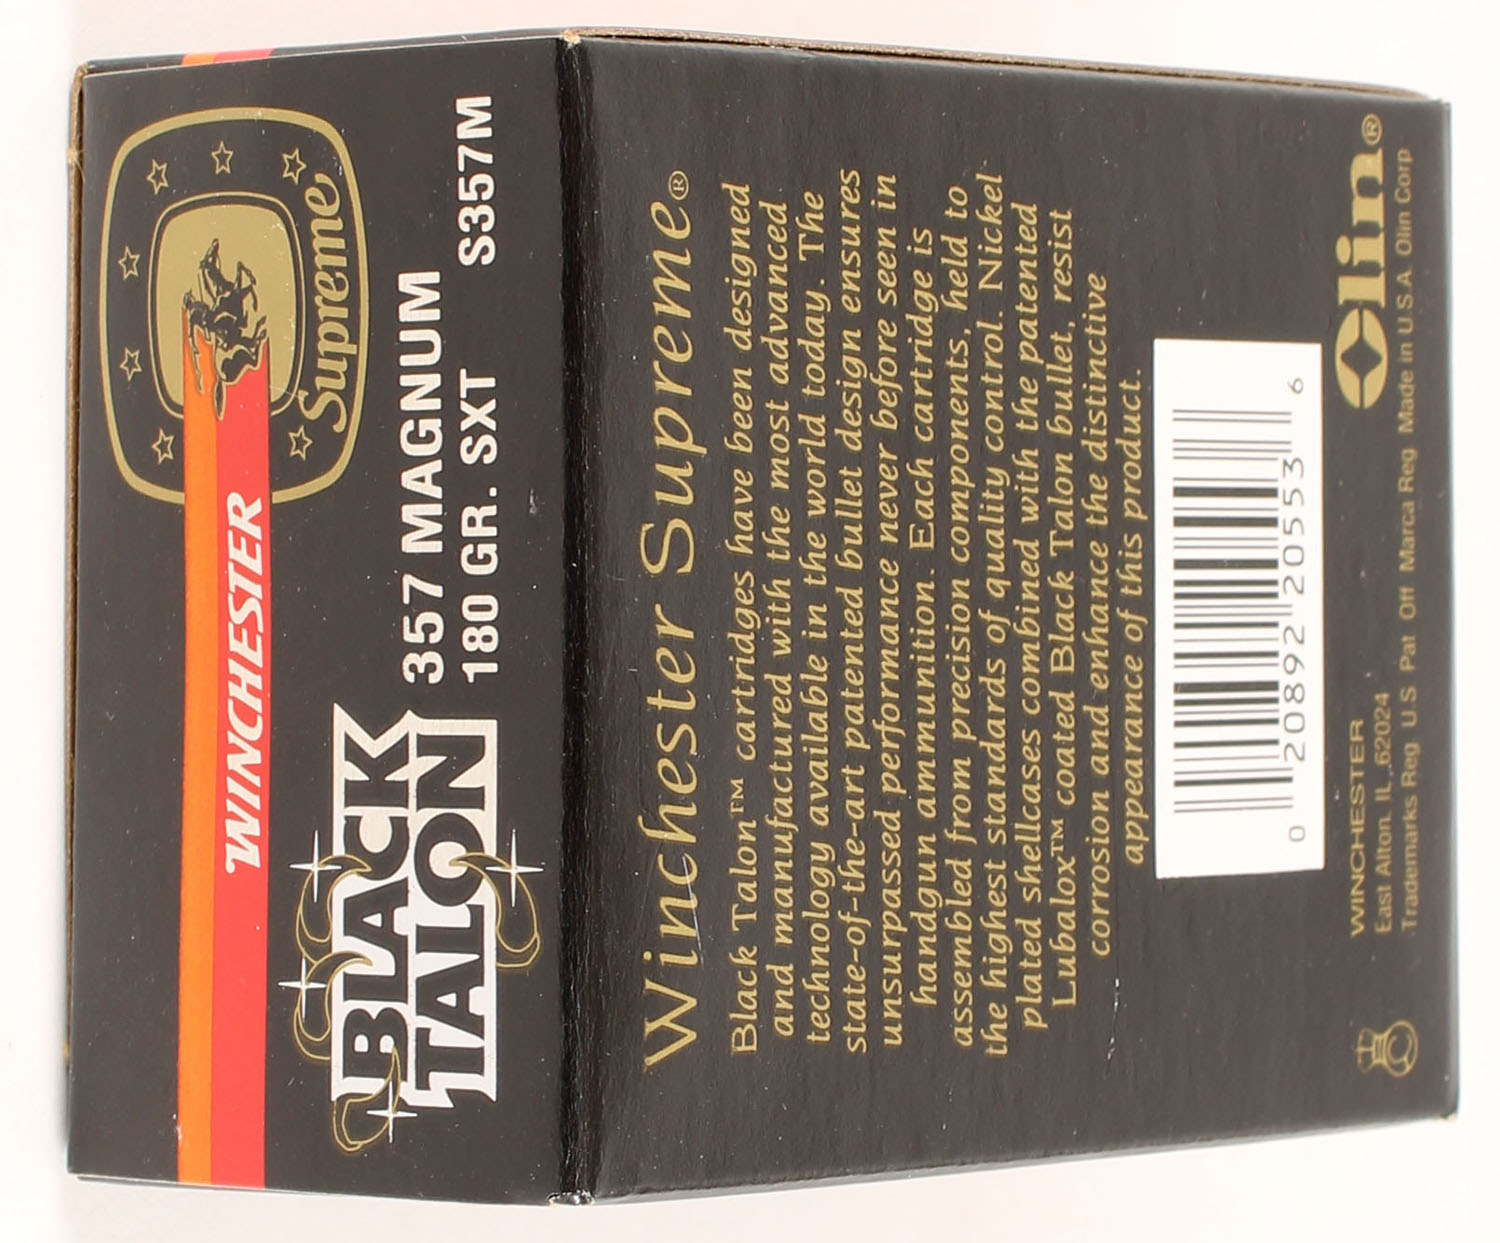 WINCHESTER
Supreme
BLACK
TALON
357 MAGNUM
180 GR. SXT S357M
Winchester Supreme®
Black Talon™ cartridges have been designed
and manufactured with the most advanced
technology available in the world today. The
state-of-the-art patented bullet design ensures
unsurpassed performance never before seen in
handgun ammunition. Each cartridge is
assembled from precision components, held to
the highest standards of quality control. Nickel
plated shellcases combined with the patented
Lubalox™ coated Black Talon bullet, resist
corrosion and enhance the distinctive
appearance of this product.
0 20892 20553 6
WINCHESTER
East Alton, IL 62024
Olin®
Trademarks Reg U.S. Pat Off Marca Reg Made in U.S.A. Olin Corp